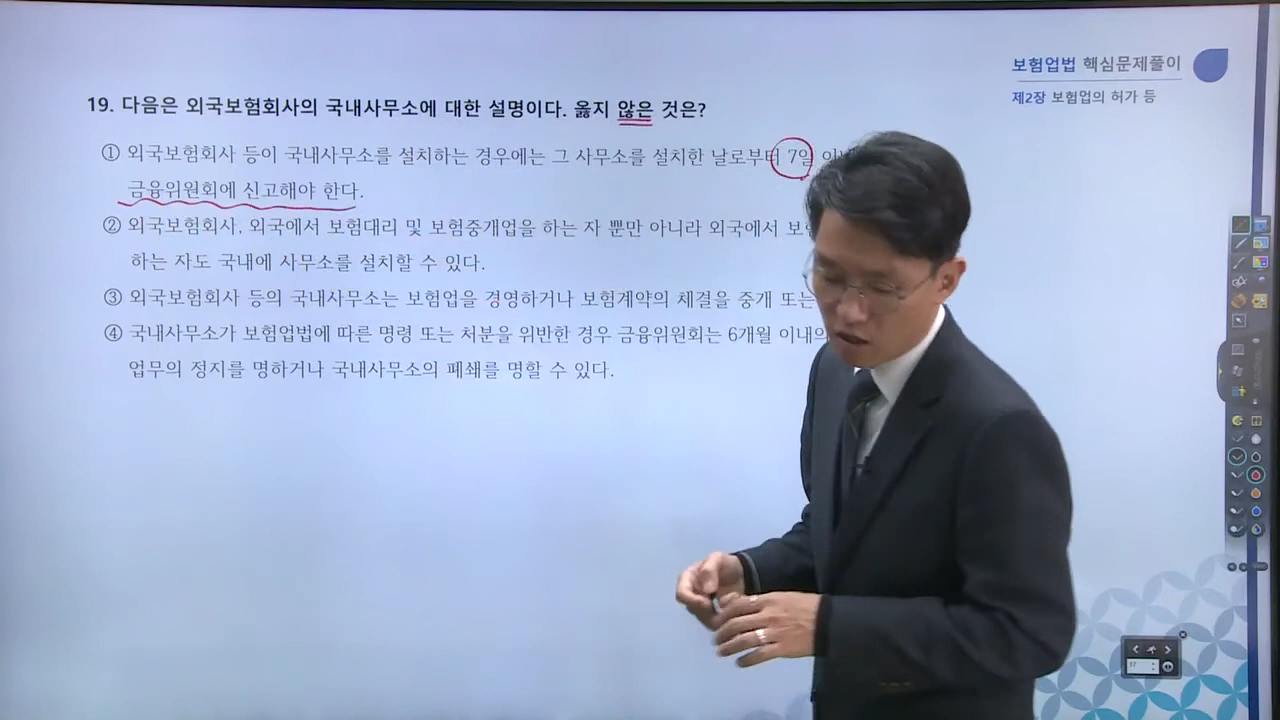 보험업법 핵심문제풀이
제2장 보험업의 허가 등
19. 다음은 외국보험회사의 국내사무소에 대한 설명이다. 옳지 않은 것은?
① 외국보험회사 등이 국내사무소를 설치하는 경우에는 그 사무소를 설치한 날로부터 7일
금융위원회에 신고해야 한다.
② 외국보험회사, 외국에서 보험대리 및 보험중개업을 하는 자 뿐만 아니라 외국에서
하는 자도 국내에 사무소를 설치할 수 있다.
③ 외국보험회사 등의 국내사무소는 보험업을 경영하거나 보험계약의 체결을 중개 또는
④ 국내사무소가 보험업법에 따른 명령 또는 처분을 위반한 경우 금융위원회는 6개월 이내의
업무의 정지를 명하거나 국내사무소의 폐쇄를 명할 수 있다.